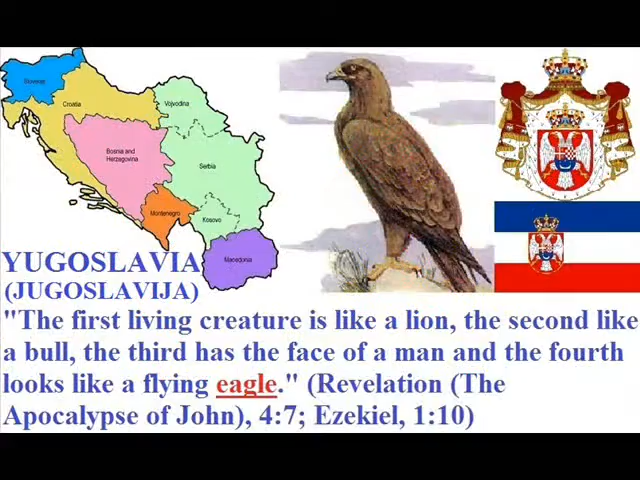 Slovenia
Croatia
Vojvodina
Bosnia and
Herzegovina
Serbia
Montenegro
Kosovo
Macedonia
YUGOSLAVIA
(JUGOSLAVIJA)
"The first living creature is like a lion, the second like
a bull, the third has the face of a man and the fourth
looks like a flying eagle." (Revelation (The
Apocalypse of John), 4:7; Ezekiel, 1:10)